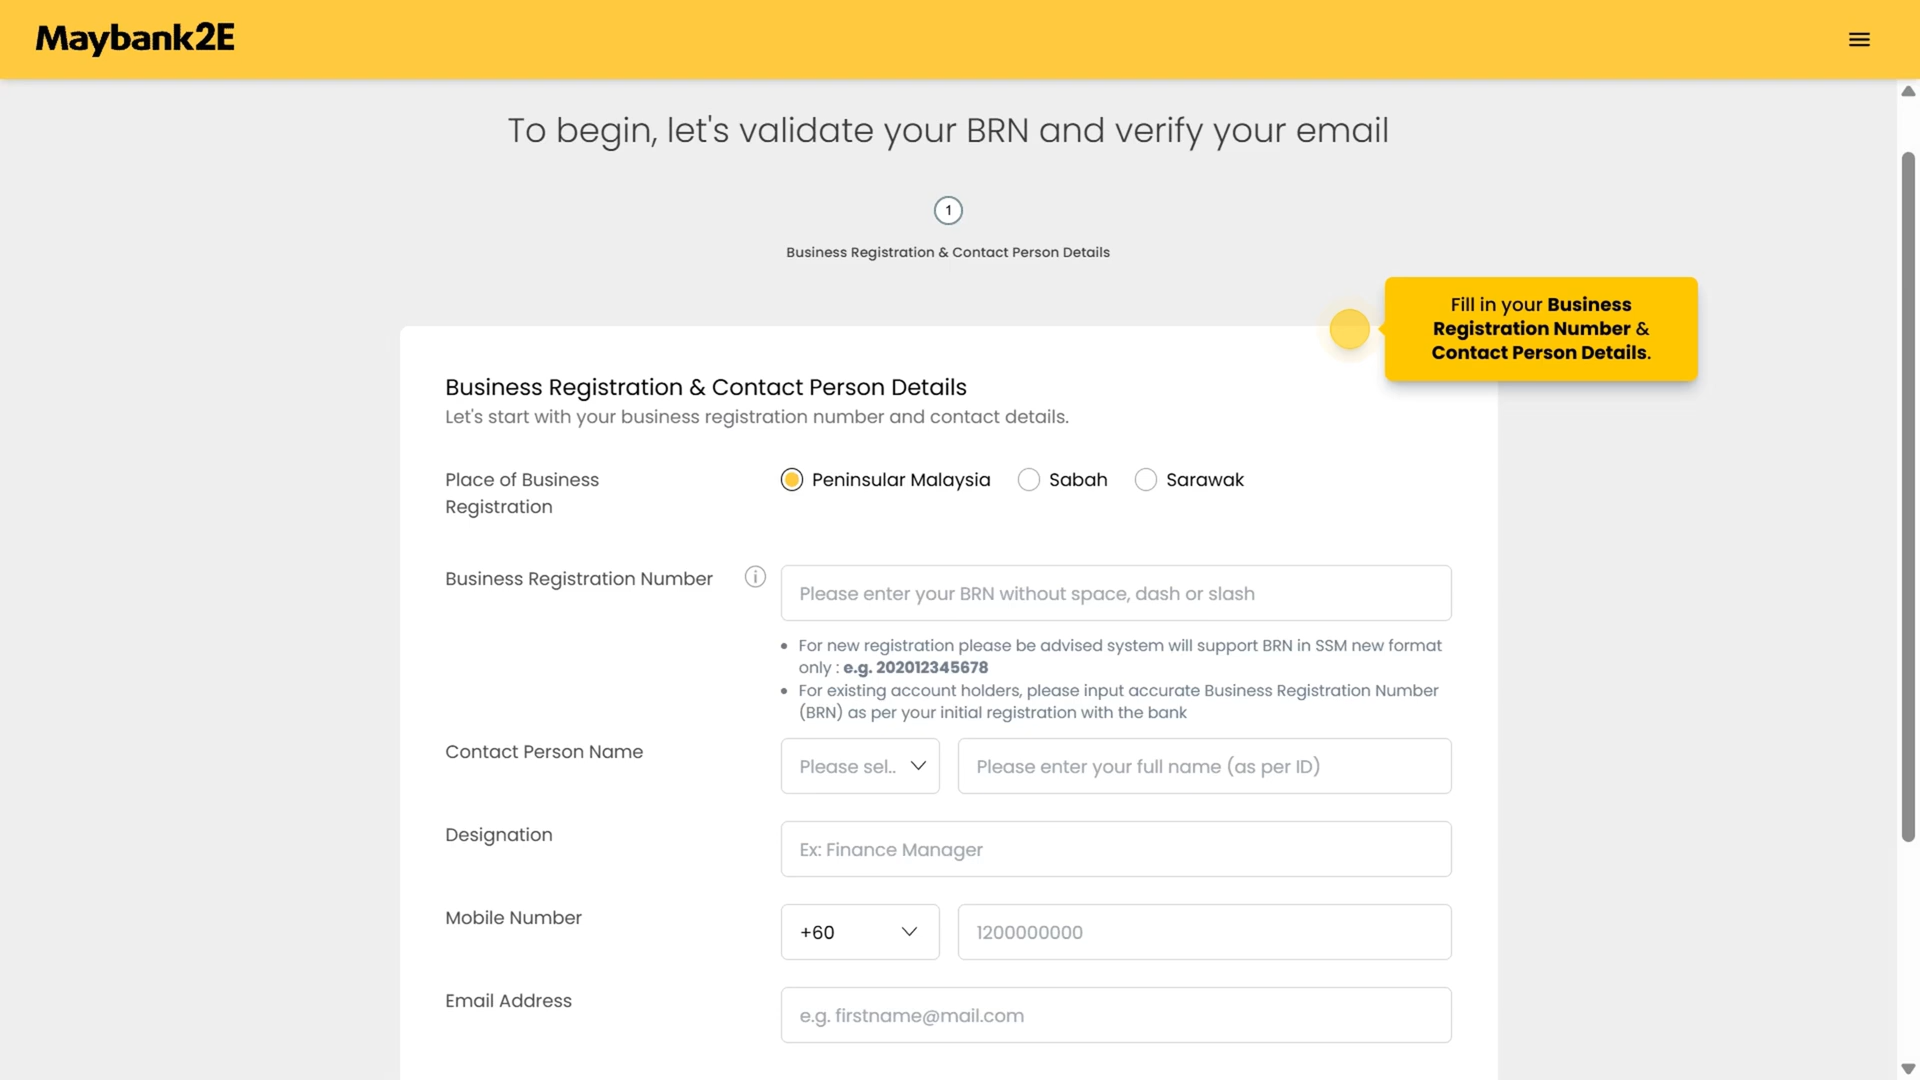 Maybank2E
To begin, let's validate your BRN and verify your email
1
Business Registration & Contact Person Details
Fill in your Business
Registration Number &
Contact Person Details.
Business Registration & Contact Person Details
Let's start with your business registration number and contact details.
Place of Business
Registration
Peninsular Malaysia
Sabah
Sarawak
Business Registration Number
Please enter your BRN without space, dash or slash
• For new registration please be advised system will support BRN in SSM new format
only : e.g. 202012345678
• For existing account holders, please input accurate Business Registration Number
(BRN) as per your initial registration with the bank
Contact Person Name
Please sel..
Please enter your full name (as per ID)
Designation
Ex: Finance Manager
Mobile Number
+60
1200000000
Email Address
e.g. firstname@mail.com